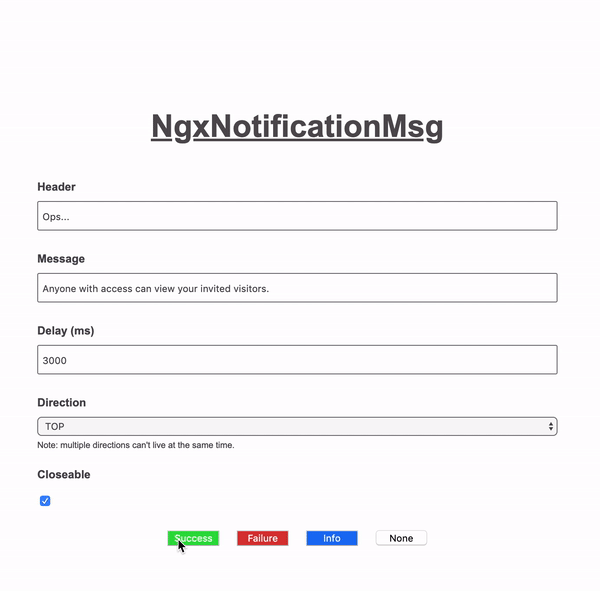 NgxNotificationMsg
Header
Ops...
Message
Anyone with access can view your invited visitors.
Delay (ms)
3000
Direction
TOP
Note: multiple directions can't live at the same time.
Closeable
Success Failure Info None